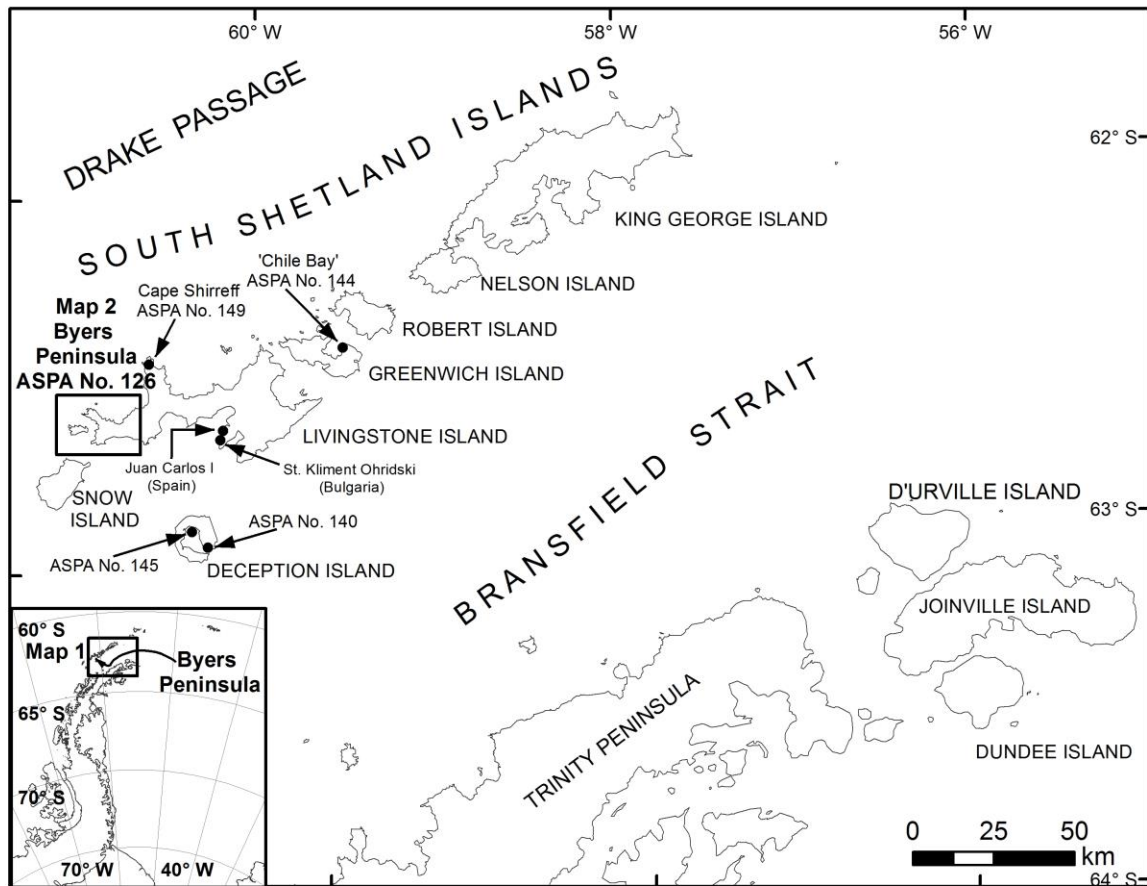 60° W
58° W
56° W
DRAKE PASSAGE
SOUTH SHETLAND ISLANDS
62° S
KING GEORGE ISLAND
'Chile Bay'
ASPA No. 144
NELSON ISLAND
Cape Shirreff
ASPA No. 149
Map 2
Byers
Peninsula
ASPA No. 126
ROBERT ISLAND
GREENWICH ISLAND
LIVINGSTONE ISLAND
Juan Carlos I
(Spain)
St. Kliment Ohridski
(Bulgaria)
SNOW
ISLAND
ASPA No. 140
ASPA No. 145
DECEPTION ISLAND
BRANSFIELD STRAIT
63° S
D'URVILLE ISLAND
JOINVILLE ISLAND
TRINITY PENINSULA
DUNDEE ISLAND
60° S
Map 1
Byers
Peninsula
65° S
70° S
70° W
40° W
0 25 50
km
64° S